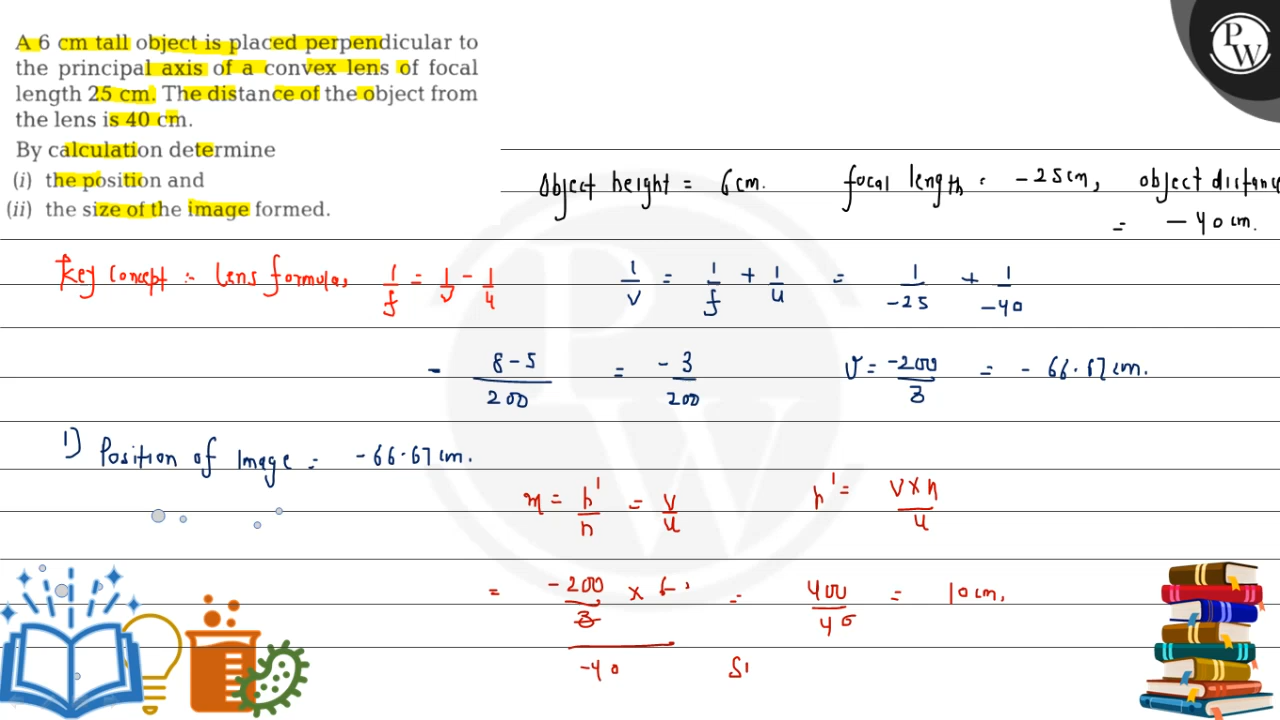 A 6 cm tall object is placed perpendicular to
the principal axis of a convex lens of focal
length 25 cm. The distance of the object from
the lens is 40 cm.
By calculation determine
(i) the position and
(ii) the size of the image formed.
PW
Object height = 6cm. focal length = -25cm, object distance
= -40cm.
Key Concept :- lens formula, 1/f = 1/v - 1/u 1/v = 1/f + 1/u = 1/-25 + 1/-40
- 8-5/200 = -3/200 v = -200/3 = -66.67cm.
1) Position of Image = -66.67cm.
m = h'/h = v/u h' = v×h/u
= -200/3 × 6 / -40 = 400/40 = 10cm,
SI